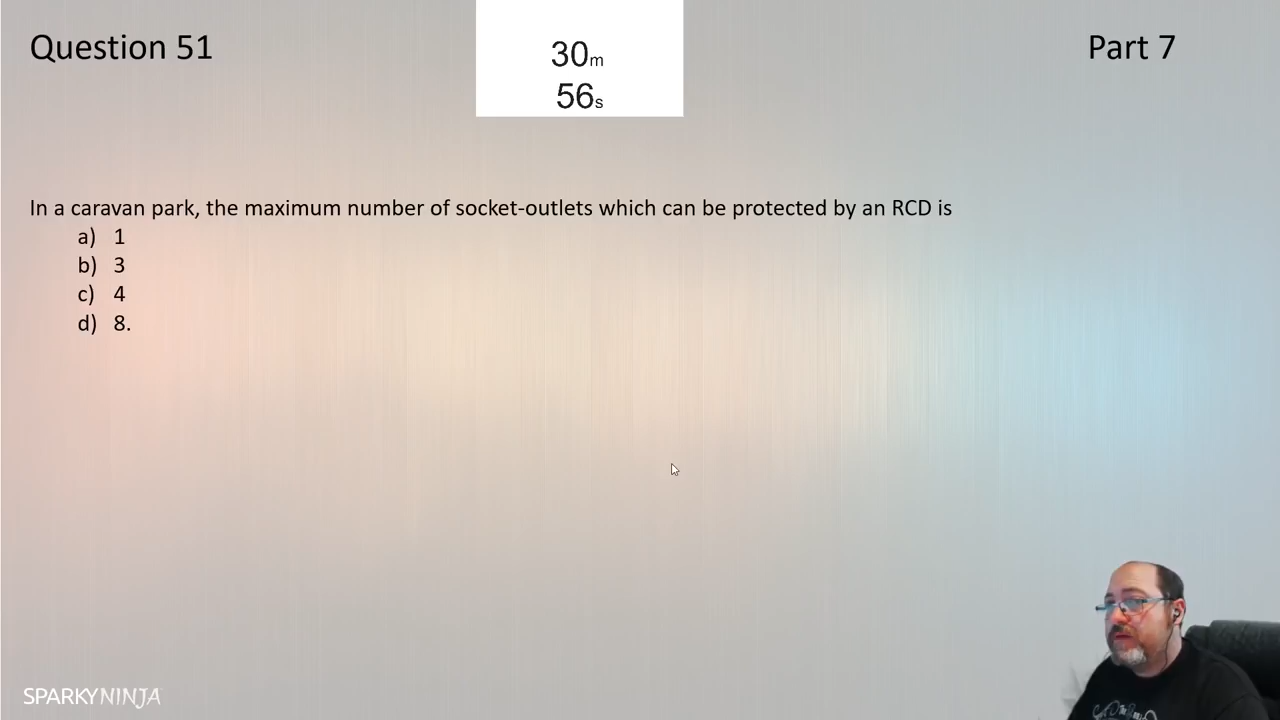 Question 51
30m
56s
Part 7
In a caravan park, the maximum number of socket-outlets which can be protected by an RCD is
a) 1
b) 3
c) 4
d) 8.
SPARKYNINJA